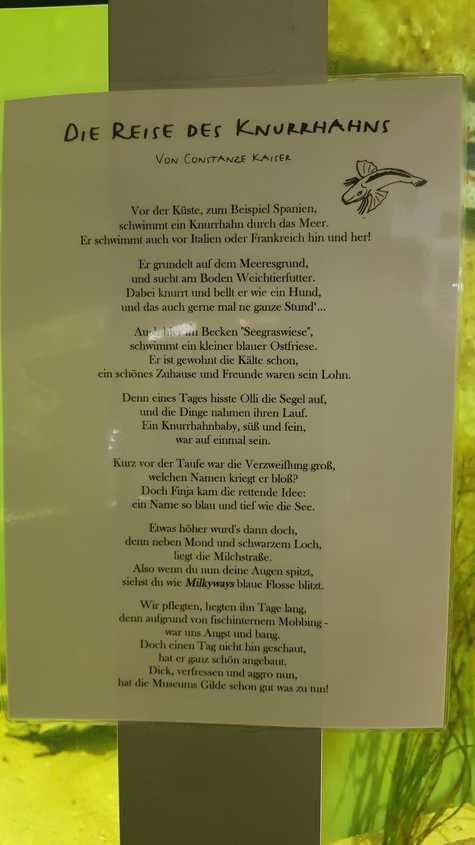 DIE REISE DES KNURRHAHNS
VON CONSTANZE KAISER
Vor der Küste, zum Beispiel Spanien,
schwimmt ein Knurrhahn durch das Meer.
Er schwimmt auch vor Italien oder Frankreich hin und her!
Er grundelt auf dem Meeresgrund,
und sucht am Boden Weichtierfutter.
Dabei knurrt und bellt er wie ein Hund,
und das auch gerne mal ne ganze Stund'...
Auch hier im Becken "Seegraswiese",
schwimmt ein kleiner blauer Ostfriese.
Er ist gewohnt die Kälte schon,
ein schönes Zuhause und Freunde waren sein Lohn.
Denn eines Tages hisste Olli die Segel auf,
und die Dinge nahmen ihren Lauf.
Ein Knurrhahnbaby, süß und fein,
war auf einmal sein.
Kurz vor der Taufe war die Verzweiflung groß,
welchen Namen kriegt er bloß?
Doch Finja kam die rettende Idee:
ein Name so blau und tief wie die See.
Etwas höher wurd's dann doch,
denn neben Mond und schwarzem Loch,
liegt die Milchstraße.
Also wenn du nun deine Augen spitzt,
siehst du wie Milkyways blaue Flosse blitzt.
Wir pflegten, hegten ihn Tage lang,
denn aufgrund von fischinternem Mobbing -
war uns Angst und bang.
Doch einen Tag nicht hin geschaut,
hat er ganz schön angebaut.
Dick, verfressen und aggro nun,
hat die Museums Gilde schon gut was zu tun!